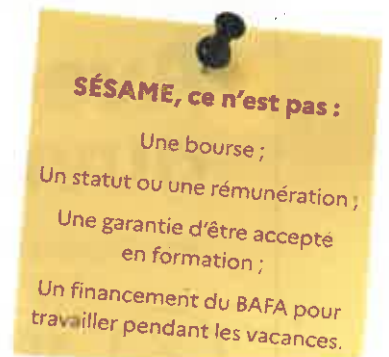 SÉSAME, ce n'est pas :
Une bourse ;
Un statut ou une rémunération ;
Une garantie d'être accepté
en formation ;
Un financement du BAFA pour
travailler pendant les vacances.